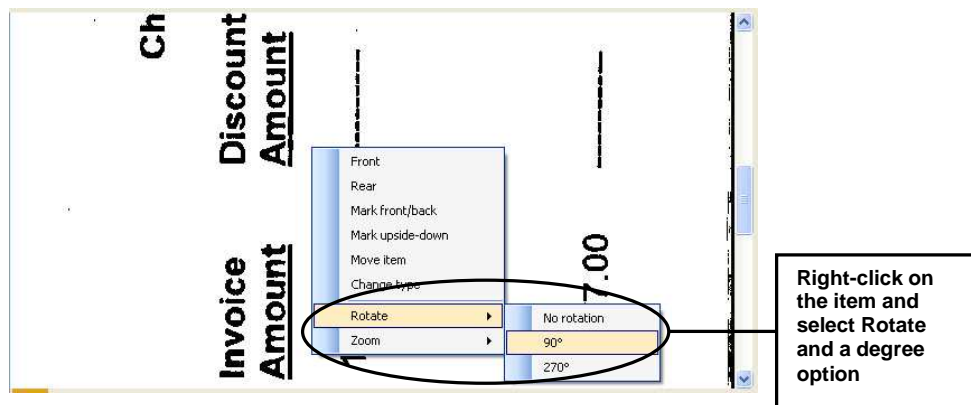 Ch
Discount
Amount
Invoice
Amount
Front
Rear
Mark front/back
Mark upside-down
Move item
Change type
Rotate
Zoom
No rotation
90°
270°
.00
Right-click on
the item and
select Rotate
and a degree
option